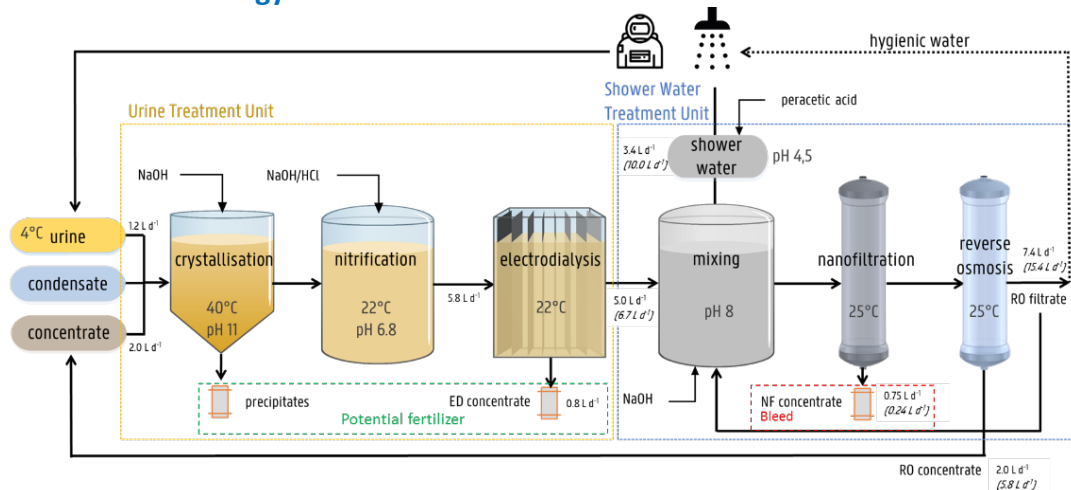 hygienic water
Shower Water
Treatment Unit
Urine Treatment Unit
peracetic acid
3.4 L d⁻¹
(10.0 L d⁻¹)
shower
water
pH 4,5
NaOH
NaOH/HCl
4°C urine
1.2 L d⁻¹
condensate
concentrate
2.0 L d⁻¹
crystallisation
40°C
pH 11
nitrification
22°C
pH 6.8
5.8 L d⁻¹
electrodialysis
22°C
5.0 L d⁻¹
(6.7 L d⁻¹)
mixing
pH 8
nanofiltration
25°C
reverse
osmosis
25°C
7.4 L d⁻¹
(15.4 L d⁻¹)
RO filtrate
precipitates
ED concentrate
0.8 L d⁻¹
Potential fertilizer
NaOH
NF concentrate
Bleed
0.75 L d⁻¹
(0.24 L d⁻¹)
RO concentrate
2.0 L d⁻¹
(5.8 L d⁻¹)